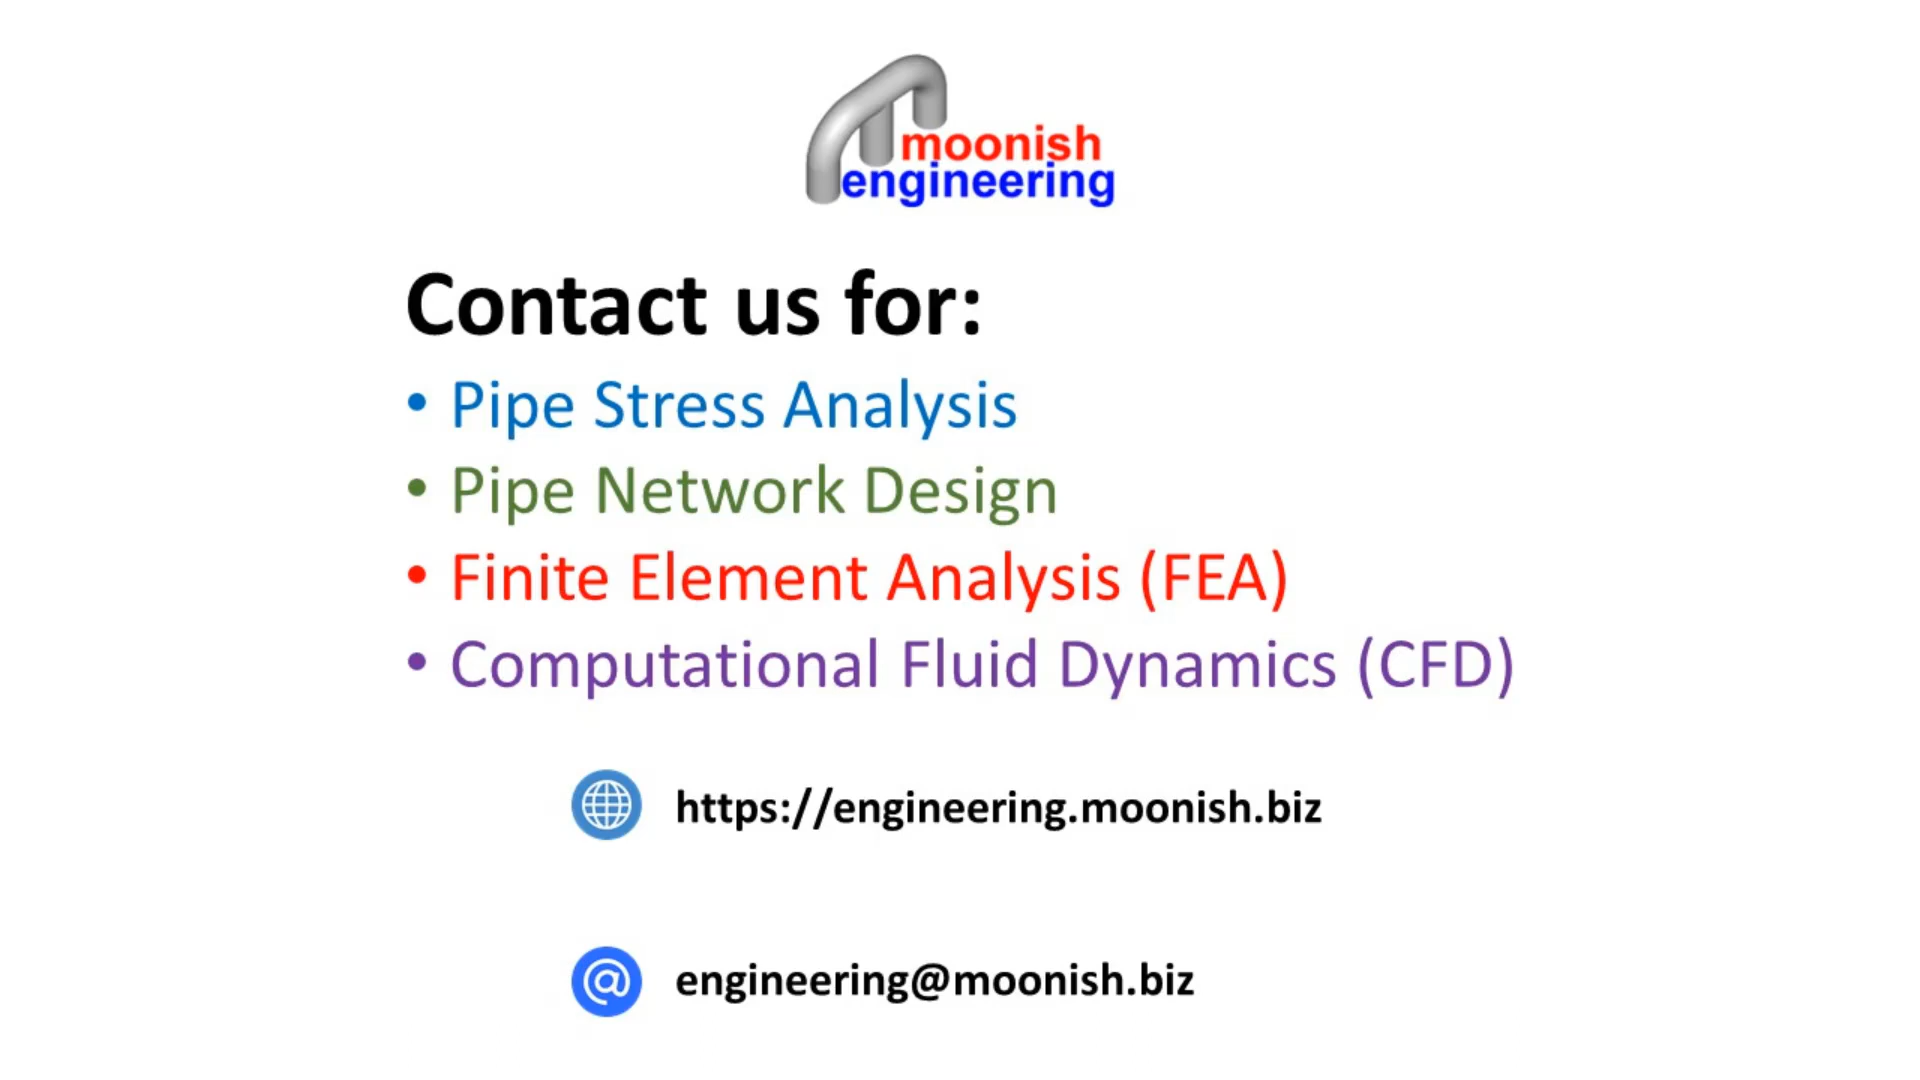 moonish
engineering
Contact us for:
• Pipe Stress Analysis
• Pipe Network Design
• Finite Element Analysis (FEA)
• Computational Fluid Dynamics (CFD)
https://engineering.moonish.biz
@ engineering@moonish.biz